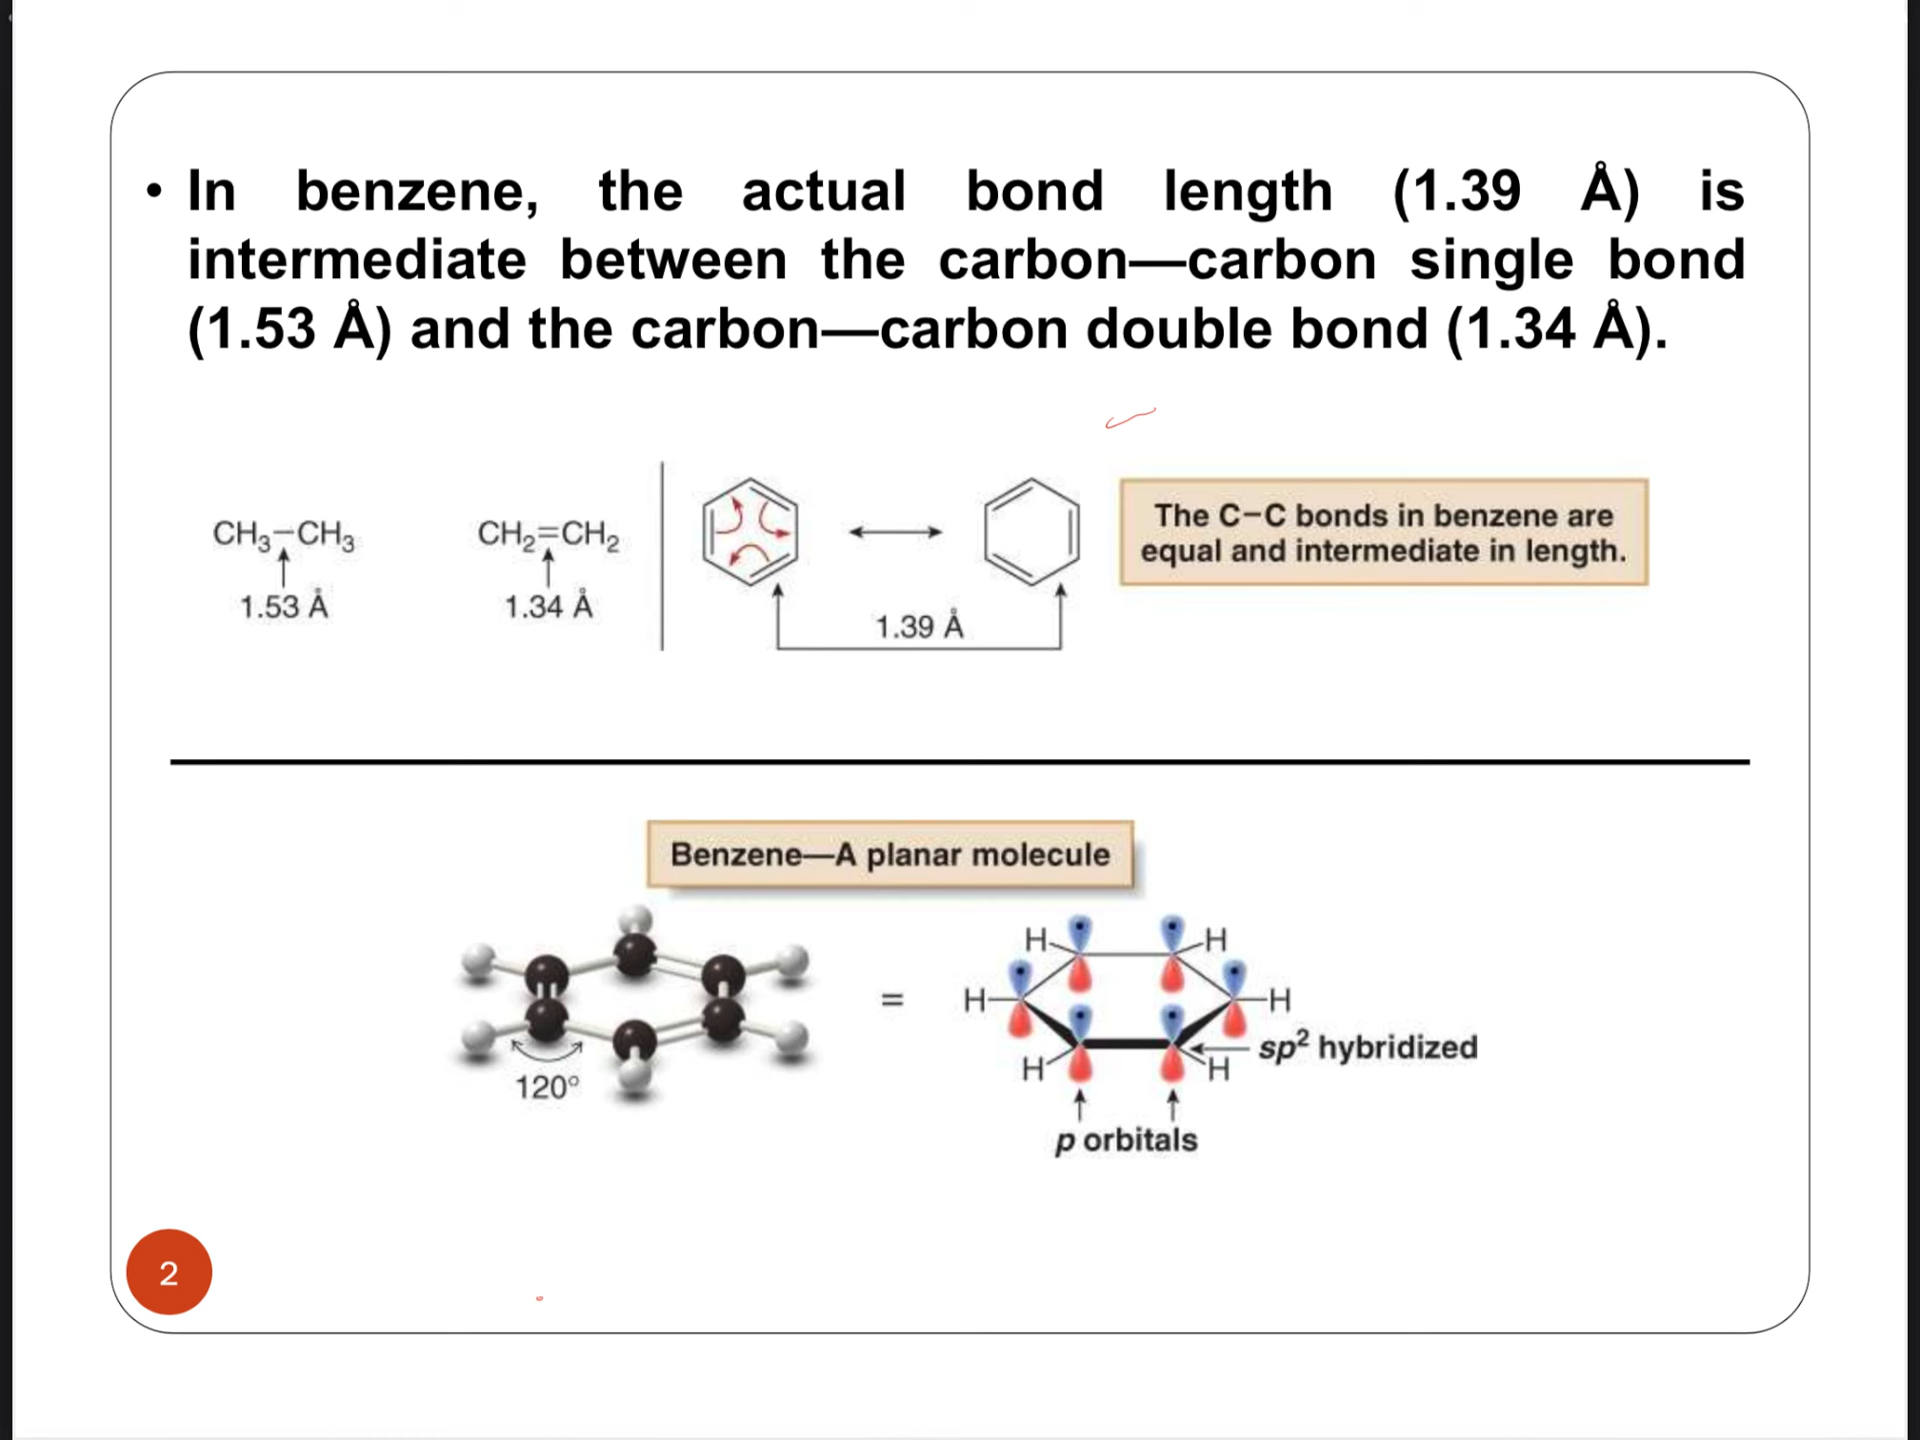 • In benzene, the actual bond length (1.39 Å) is
intermediate between the carbon—carbon single bond
(1.53 Å) and the carbon—carbon double bond (1.34 Å).
CH₃–CH₃
1.53 Å
CH₂=CH₂
1.34 Å
1.39 Å
The C–C bonds in benzene are
equal and intermediate in length.
Benzene—A planar molecule
120°
=
H
H
H
H
H
H
sp² hybridized
p orbitals
2